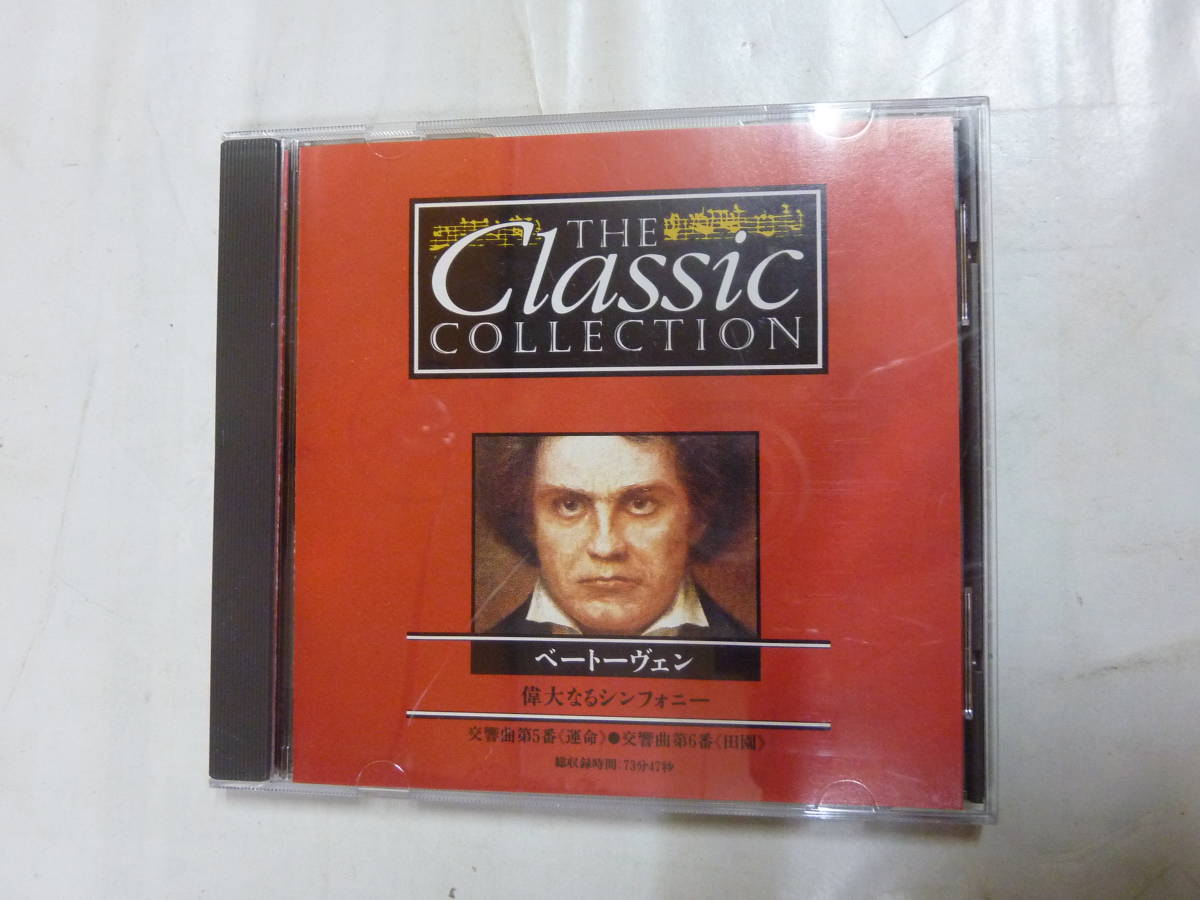 THE
Classic
COLLECTION
ベートーヴェン
偉大なるシンフォニー
交響曲第5番《運命》●交響曲第6番《田園》
総収録時間:73分47秒